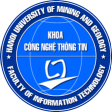 HANOI UNIVERSITY OF MINING AND GEOLOGY
KHOA
CÔNG NGHỆ THÔNG TIN
FACULTY OF INFORMATION TECHNOLOGY